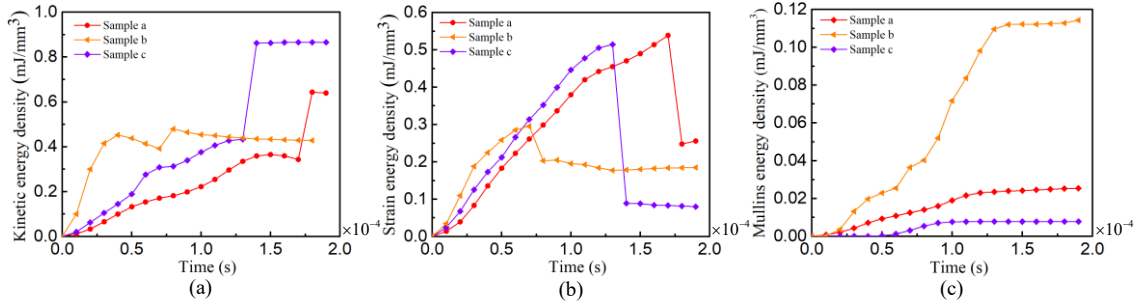 Kinetic energy density (mJ/mm³)
1.0
0.8
0.6
0.4
0.2
0.0
Sample a
Sample b
Sample c
0.0 0.5 1.0 1.5 2.0
×10⁻⁴
Time (s)
(a)
Strain energy density (mJ/mm³)
0.6
0.5
0.4
0.3
0.2
0.1
0.0
Sample a
Sample b
Sample c
0.0 0.5 1.0 1.5 2.0
×10⁻⁴
Time (s)
(b)
Mullins energy density (mJ/mm³)
0.12
0.10
0.08
0.06
0.04
0.02
0.00
Sample a
Sample b
Sample c
0.0 0.5 1.0 1.5 2.0
×10⁻⁴
Time (s)
(c)